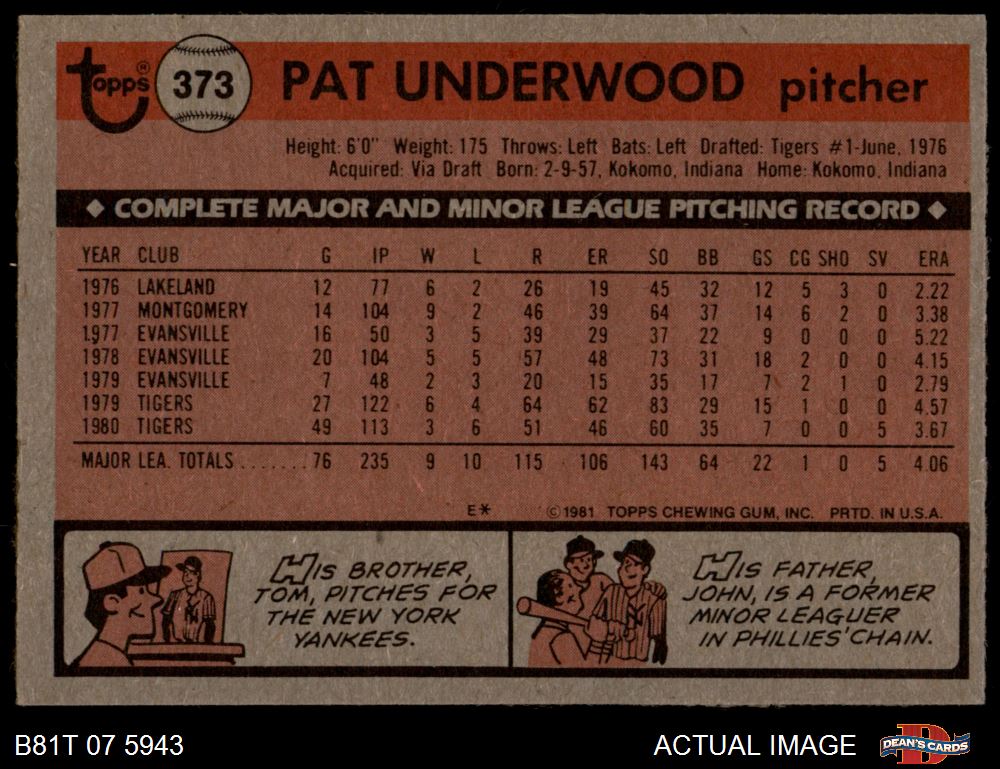 Topps® 373 PAT UNDERWOOD pitcher
Height: 6'0" Weight: 175 Throws: Left Bats: Left Drafted: Tigers #1-June, 1976
Acquired: Via Draft Born: 2-9-57, Kokomo, Indiana Home: Kokomo, Indiana
◆ COMPLETE MAJOR AND MINOR LEAGUE PITCHING RECORD ◆
YEAR CLUB G IP W L R ER SO BB GS CG SHO SV ERA
1976 LAKELAND 12 77 6 2 26 19 45 32 12 5 3 0 2.22
1977 MONTGOMERY 14 104 9 2 46 39 64 37 14 6 2 0 3.38
1977 EVANSVILLE 16 50 3 5 39 29 37 22 9 0 0 0 5.22
1978 EVANSVILLE 20 104 5 5 57 48 73 31 18 2 0 0 4.15
1979 EVANSVILLE 7 48 2 3 20 15 35 17 7 2 1 0 2.79
1979 TIGERS 27 122 6 4 64 62 83 29 15 1 0 0 4.57
1980 TIGERS 49 113 3 6 51 46 60 35 7 0 0 5 3.67
MAJOR LEA. TOTALS.......76 235 9 10 115 106 143 64 22 1 0 5 4.06
E* ©1981 TOPPS CHEWING GUM, INC. PRTD. IN U.S.A.
HIS BROTHER,
TOM, PITCHES FOR
THE NEW YORK
YANKEES.
HIS FATHER,
JOHN, IS A FORMER
MINOR LEAGUER
IN PHILLIES' CHAIN.
B81T 07 5943
ACTUAL IMAGE
DEAN'S CARDS